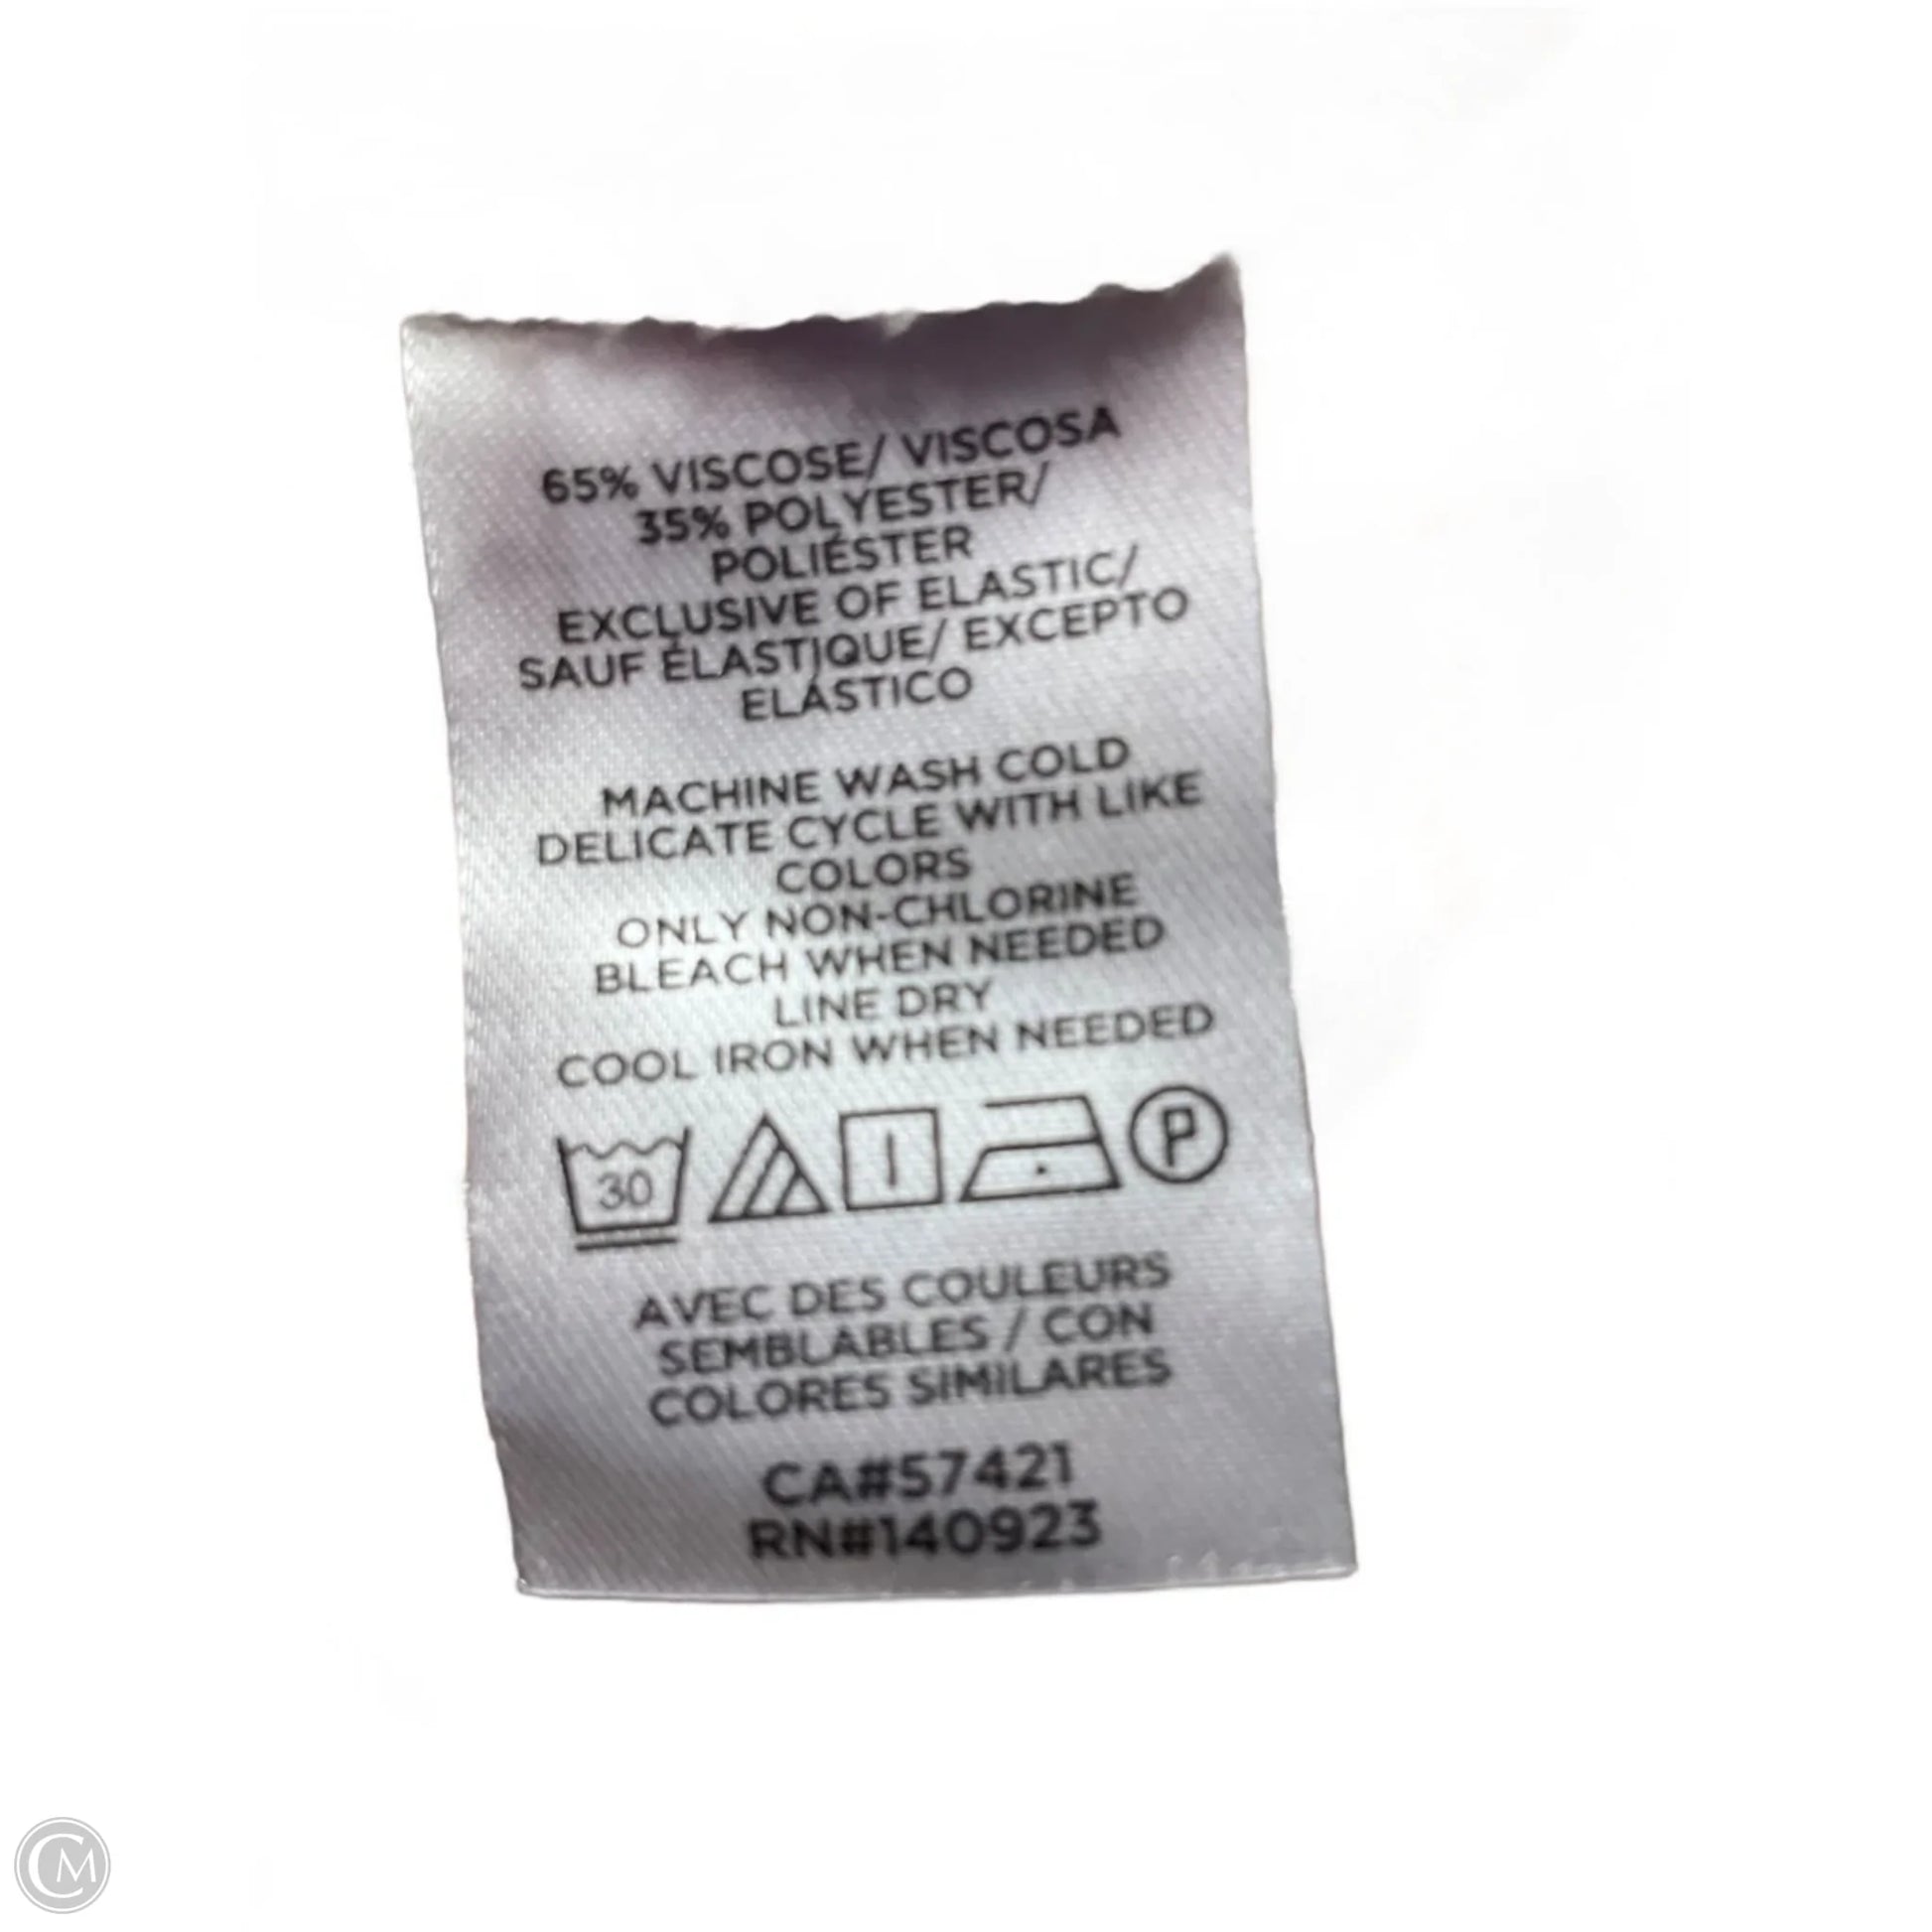 65% VISCOSE/ VISCOSA
35% POLYESTER/
POLIÉSTER
EXCLUSIVE OF ELASTIC/
SAUF ÉLASTIQUE/ EXCEPTO
ELÁSTICO
MACHINE WASH COLD
DELICATE CYCLE WITH LIKE
COLORS
ONLY NON-CHLORINE
BLEACH WHEN NEEDED
LINE DRY
COOL IRON WHEN NEEDED
30 P
AVEC DES COULEURS
SEMBLABLES / CON
COLORES SIMILARES
CA#57421
RN#140923
CM